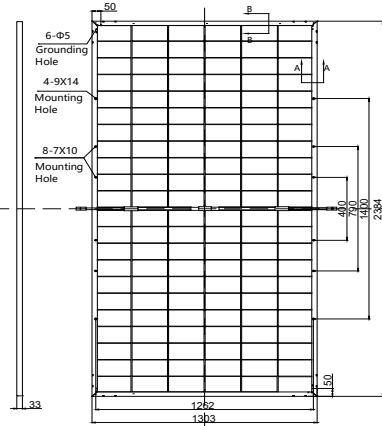 50
B
6-Φ5
Grounding
Hole
B
A
A
4-9X14
Mounting
Hole
8-7X10
Mounting
Hole
400
790
1400
2384
50
33
1262
1303